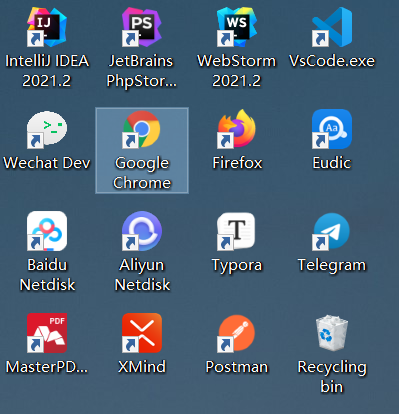 IntelliJ IDEA
2021.2
JetBrains
PhpStor...
WebStorm
2021.2
VsCode.exe
Wechat Dev
Google
Chrome
Firefox
Eudic
Baidu
Netdisk
Aliyun
Netdisk
Typora
Telegram
MasterPD...
XMind
Postman
Recycling
bin
IJ
PS
WS
>_
Aa
T
PDF